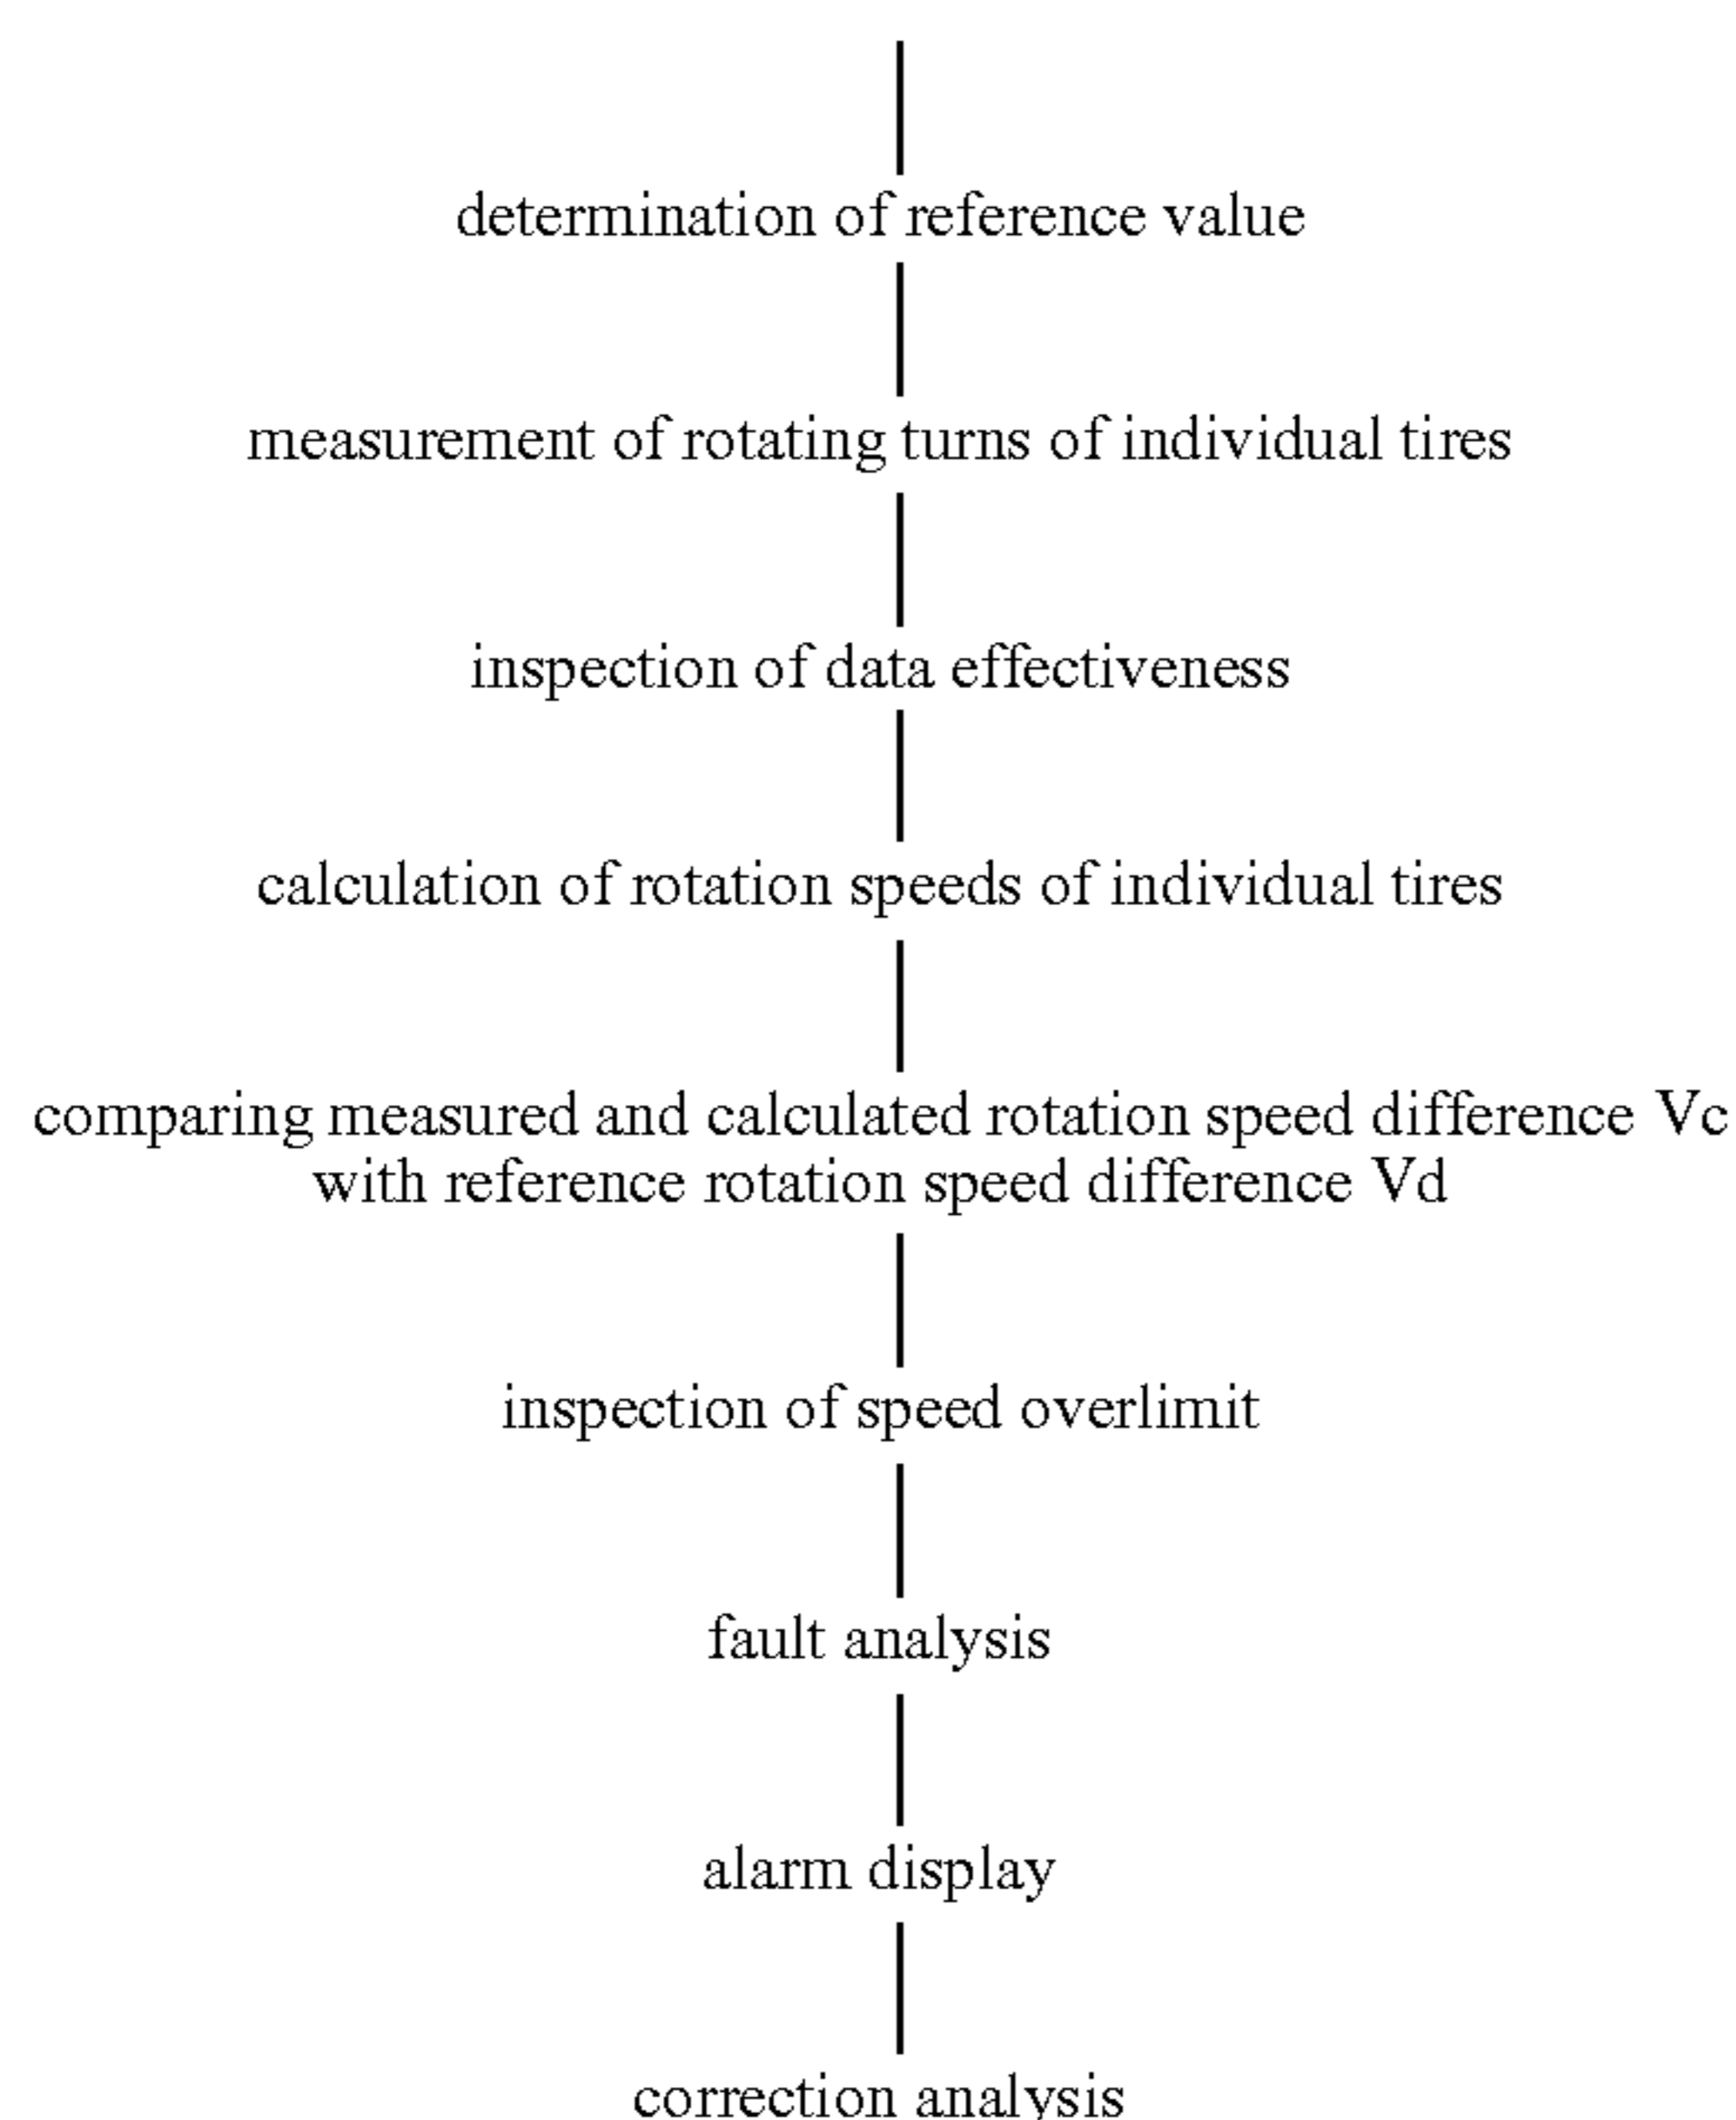 determination of reference value
measurement of rotating turns of individual tires
inspection of data effectiveness
calculation of rotation speeds of individual tires
comparing measured and calculated rotation speed difference Vc
with reference rotation speed difference Vd
inspection of speed overlimit
fault analysis
alarm display
correction analysis